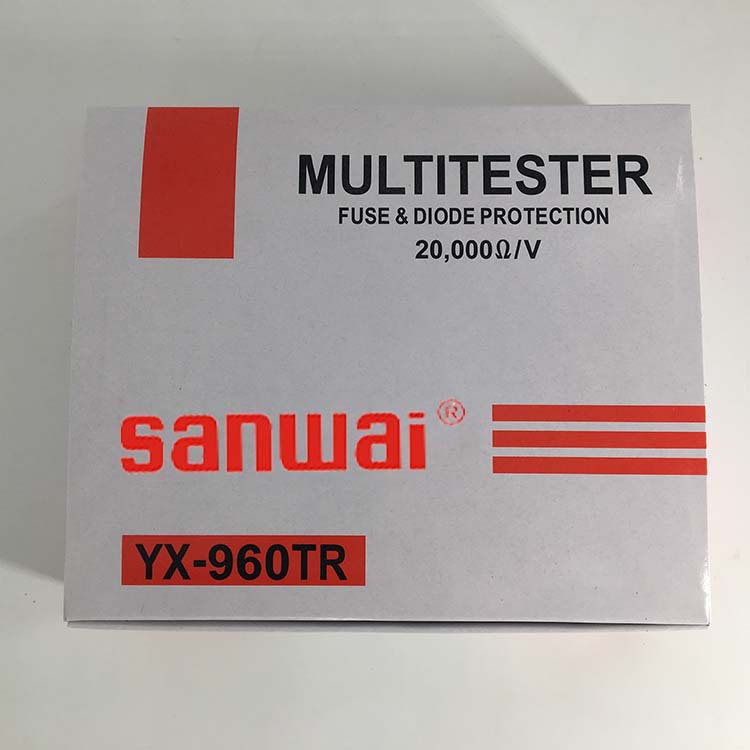 MULTITESTER
FUSE & DIODE PROTECTION
20,000Ω/V
sanwai®
YX-960TR